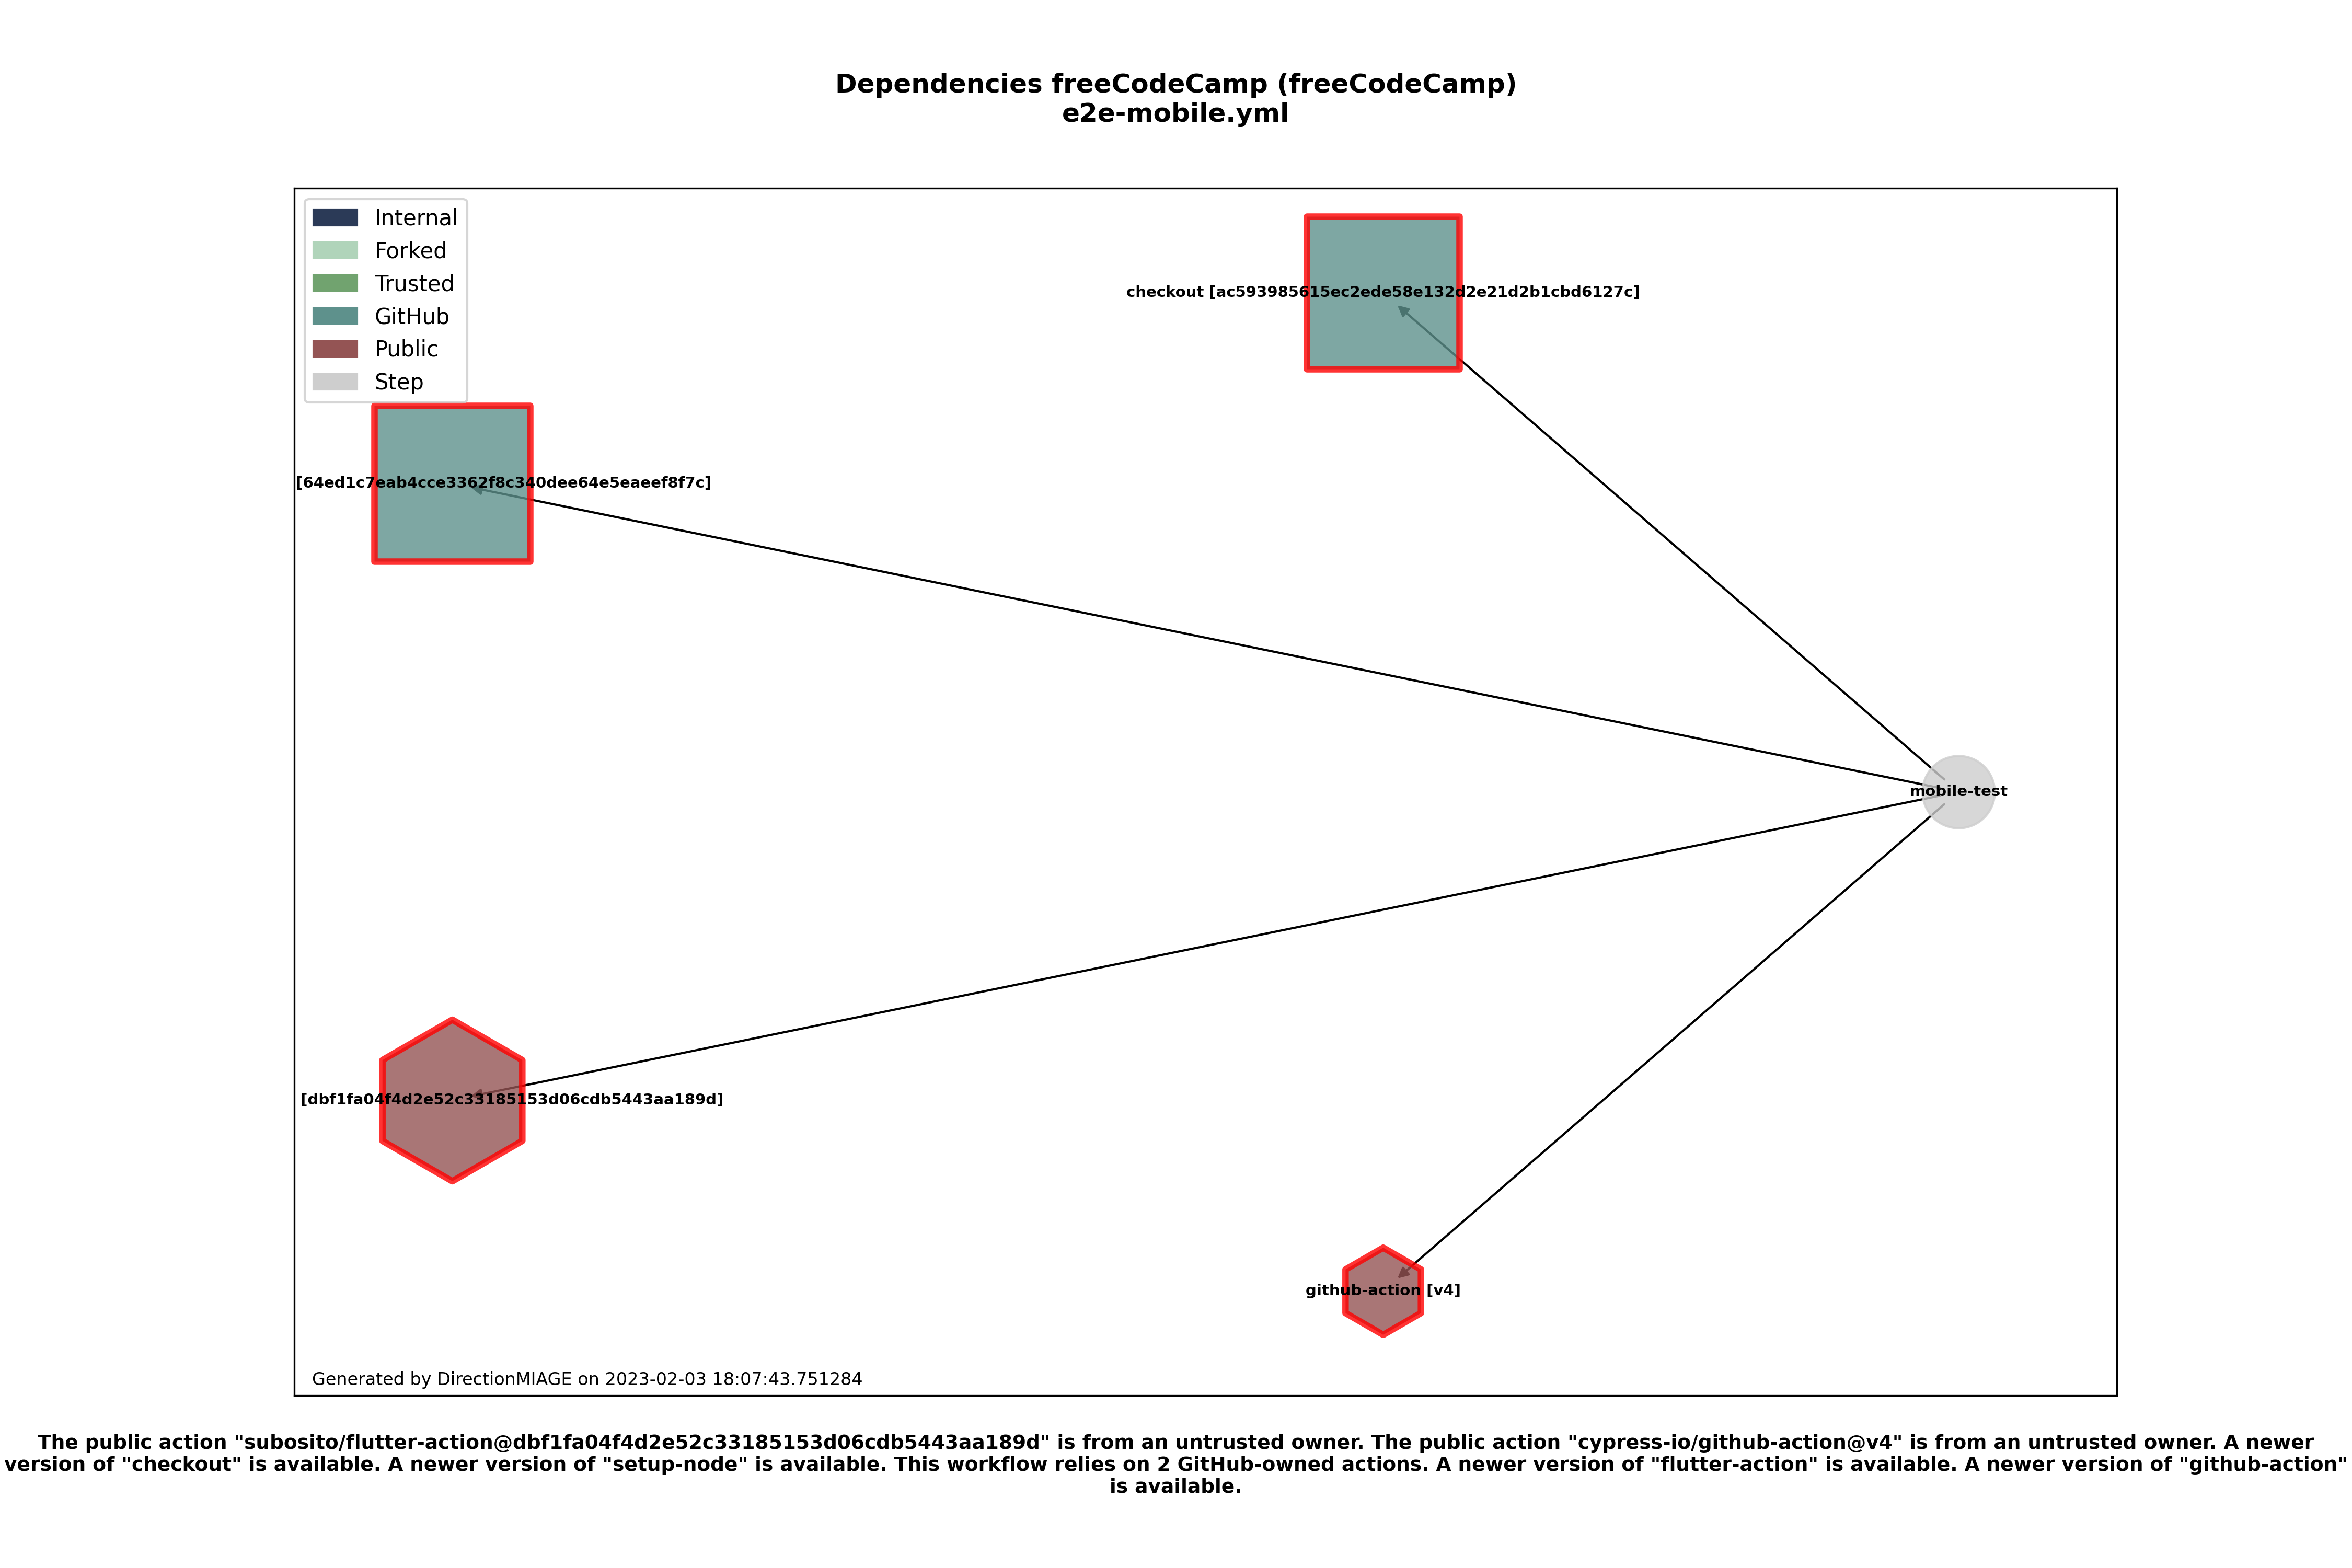 Dependencies freeCodeCamp (freeCodeCamp)
e2e-mobile.yml
Internal
Forked
Trusted
GitHub
Public
Step
checkout [ac593985615ec2ede58e132d2e21d2b1cbd6127c]
[64ed1c7eab4cce3362f8c340dee64e5eaeef8f7c]
mobile-test
[dbf1fa04f4d2e52c33185153d06cdb5443aa189d]
github-action [v4]
Generated by DirectionMIAGE on 2023-02-03 18:07:43.751284
The public action "subosito/flutter-action@dbf1fa04f4d2e52c33185153d06cdb5443aa189d" is from an untrusted owner. The public action "cypress-io/github-action@v4" is from an untrusted owner. A newer
version of "checkout" is available. A newer version of "setup-node" is available. This workflow relies on 2 GitHub-owned actions. A newer version of "flutter-action" is available. A newer version of "github-action"
is available.